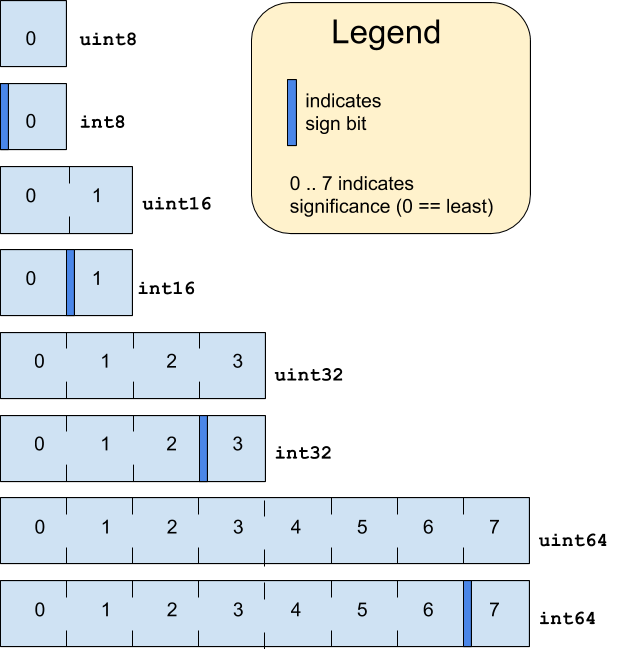 0 uint8
Legend
indicates
sign bit
0 .. 7 indicates
significance (0 == least)
0 int8
0 1 uint16
0 1 int16
0 1 2 3 uint32
0 1 2 3 int32
0 1 2 3 4 5 6 7 uint64
0 1 2 3 4 5 6 7 int64